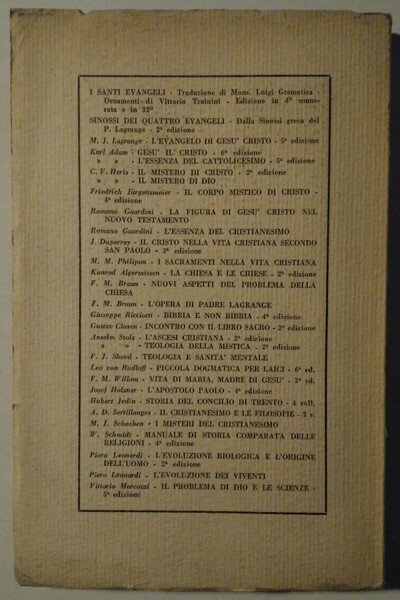 I SANTI EVANGELI - Traduzione di Mons. Luigi Gramatica -
Ornamenti di Vittorio Trainini - Edizione in 4º nume-
rata e in 32º
SINOSSI DEI QUATTRO EVANGELI - Dalla Sinossi greca del
P. Lagrange - 2ª edizione
M. J. Lagrange - L'EVANGELO DI GESU' CRISTO - 5ª edizione
Karl Adam - GESU' IL CRISTO - 6ª edizione
» » - L'ESSENZA DEL CATTOLICESIMO - 5ª edizione
C. V. Heris - IL MISTERO DI CRISTO - 2ª edizione
» » - IL MISTERO DI DIO
Friedrich Jürgensmeier - IL CORPO MISTICO DI CRISTO -
4ª edizione
Romano Guardini - LA FIGURA DI GESU' CRISTO NEL
NUOVO TESTAMENTO
Romano Guardini - L'ESSENZA DEL CRISTIANESIMO
J. Duperray - IL CRISTO NELLA VITA CRISTIANA SECONDO
SAN PAOLO - 3ª edizione
M. M. Philipon - I SACRAMENTI NELLA VITA CRISTIANA
Konrad Algermissen - LA CHIESA E LE CHIESE - 2ª edizione
F. M. Braun - NUOVI ASPETTI DEL PROBLEMA DELLA
CHIESA
F. M. Braun - L'OPERA DI PADRE LAGRANGE
Giuseppe Ricciotti - BIBBIA E NON BIBBIA - 4ª edizione
Gustav Closen - INCONTRO CON IL LIBRO SACRO - 2ª edizione
Anselm Stolz - L'ASCESI CRISTIANA - 2ª edizione
» » - TEOLOGIA DELLA MISTICA - 2ª edizione
F. J. Sheed - TEOLOGIA E SANITA' MENTALE
Leo von Rudloff - PICCOLA DOGMATICA PER LAICI - 6ª ed.
F. M. Willam - VITA DI MARIA, MADRE DI GESU' - 3ª ed.
Josef Holzner - L'APOSTOLO PAOLO - 4ª edizione
Hubert Jedin - STORIA DEL CONCILIO DI TRENTO - 4 voll.
A. D. Sertillanges - IL CRISTIANESIMO E LE FILOSOFIE - 2 v.
M. J. Scheeben - I MISTERI DEL CRISTIANESIMO
W. Schmidt - MANUALE DI STORIA COMPARATA DELLE
RELIGIONI - 4ª edizione
Piero Leonardi - L'EVOLUZIONE BIOLOGICA E L'ORIGINE
DELL'UOMO - 2ª edizione
Piero Leonardi - L'EVOLUZIONE DEI VIVENTI
Vittorio Marcozzi - IL PROBLEMA DI DIO E LE SCIENZE -
5ª edizione